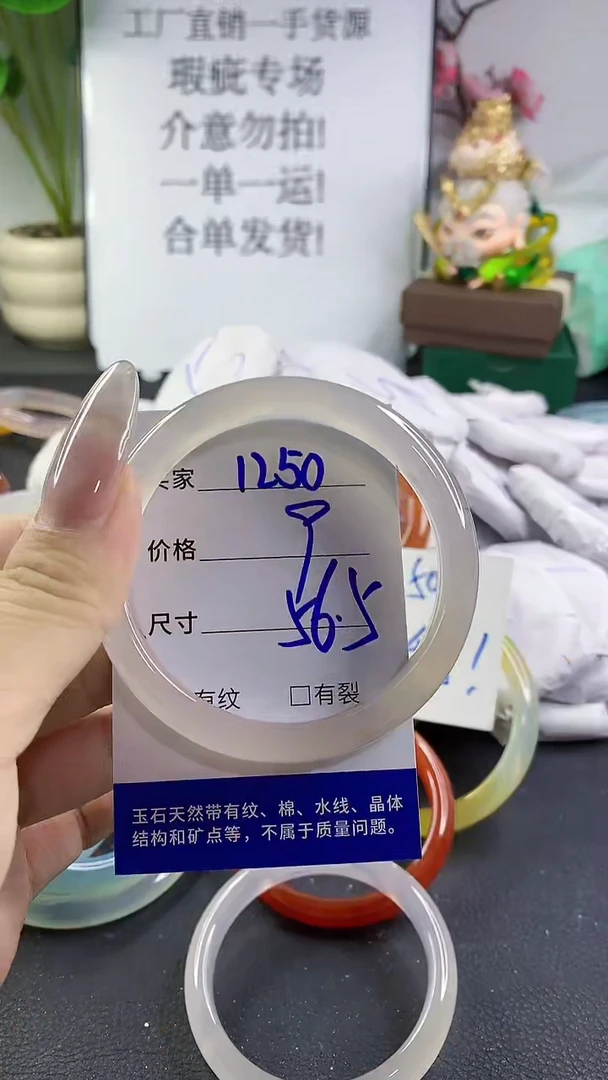 工厂直销一手货源
瑕疵专场
介意勿拍!
一单一运!
合单发货!
家 1250
价格
尺寸 56.5
有纹 □有裂
50
!
玉石天然带有纹、棉、水线、晶体
结构和矿点等，不属于质量问题。